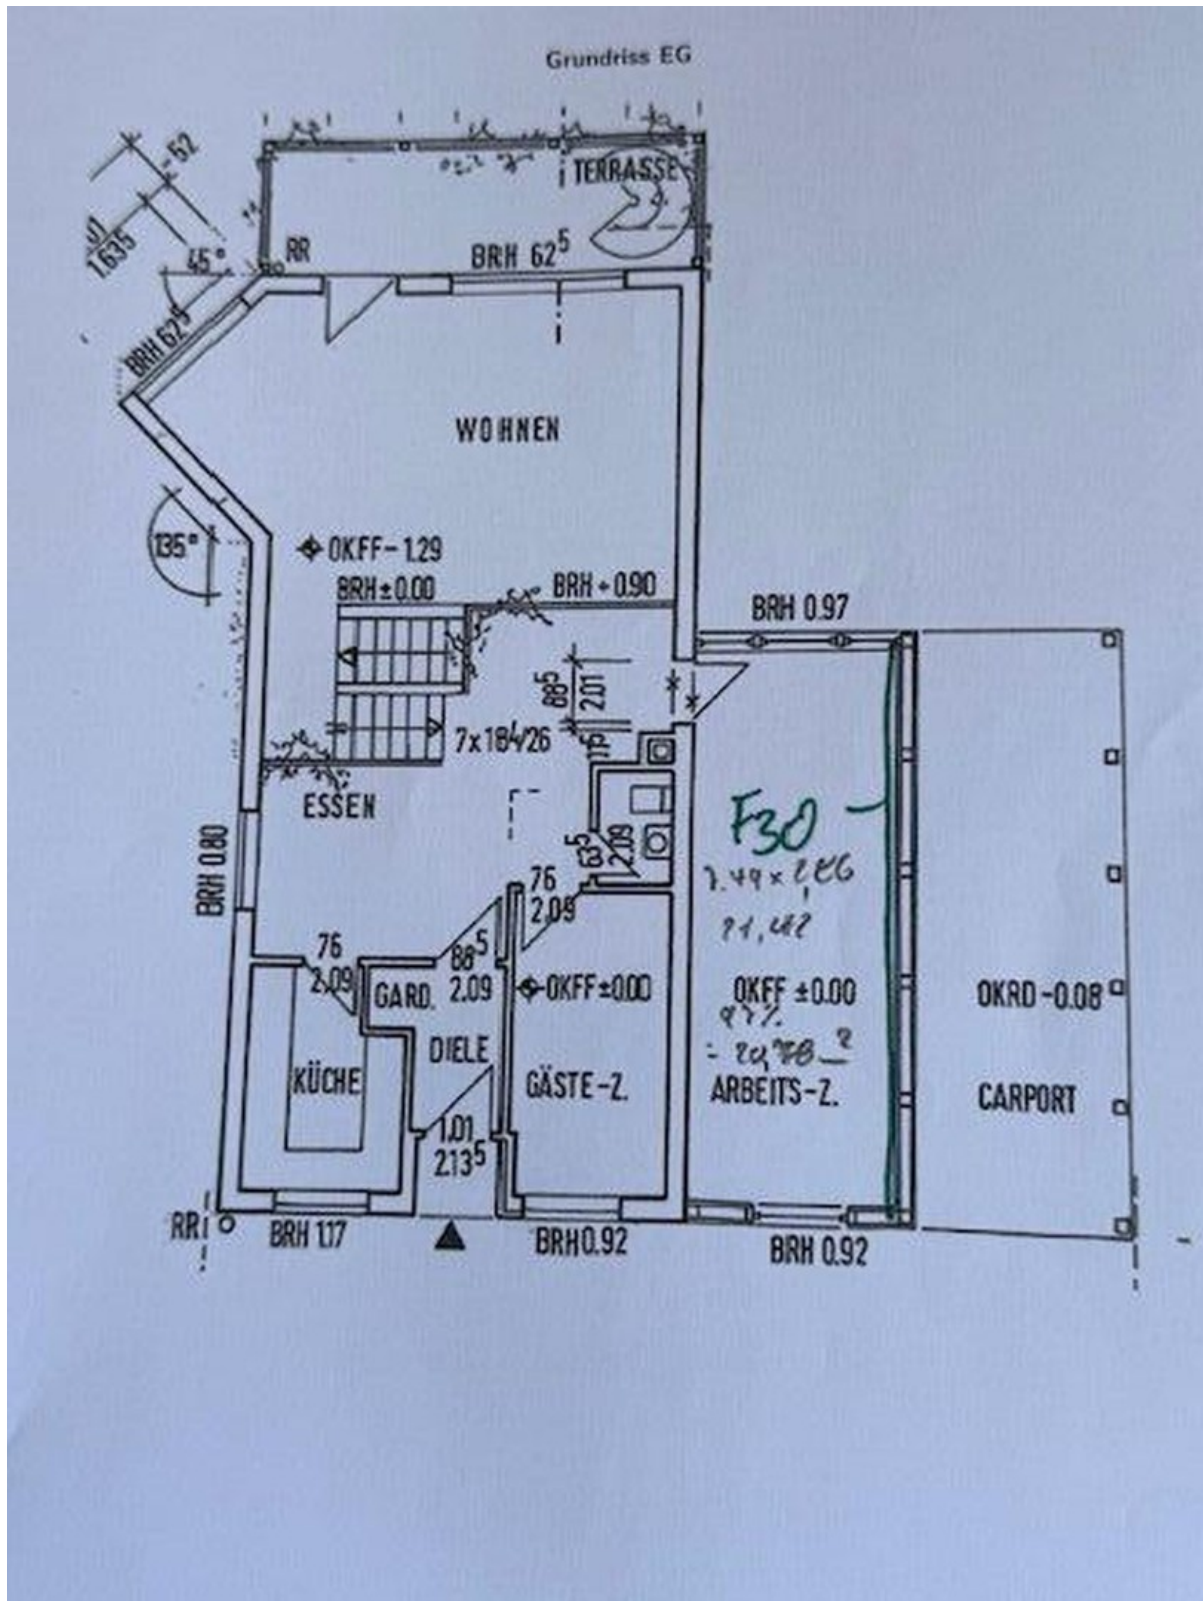 Grundriss EG
52
1.635
45°
RR
TERRASSE
BRH 62⁵
BRH 62⁵
WOHNEN
135°
OKFF-1.29
BRH±0.00
BRH+0.90
BRH 0.97
88⁵
2.01
7x18⁴/26
11⁵
ESSEN
BRH 0.80
63⁵
2.09
F30
76
2.09
76
2.09
88⁵
2.09
GARD.
OKFF±0.00
OKFF ±0.00
97%
OKRD-0.08
DIELE
KÜCHE
GÄSTE-Z.
ARBEITS-Z.
CARPORT
1.01
2.13⁵
RR
BRH 1.17
BRH 0.92
BRH 0.92